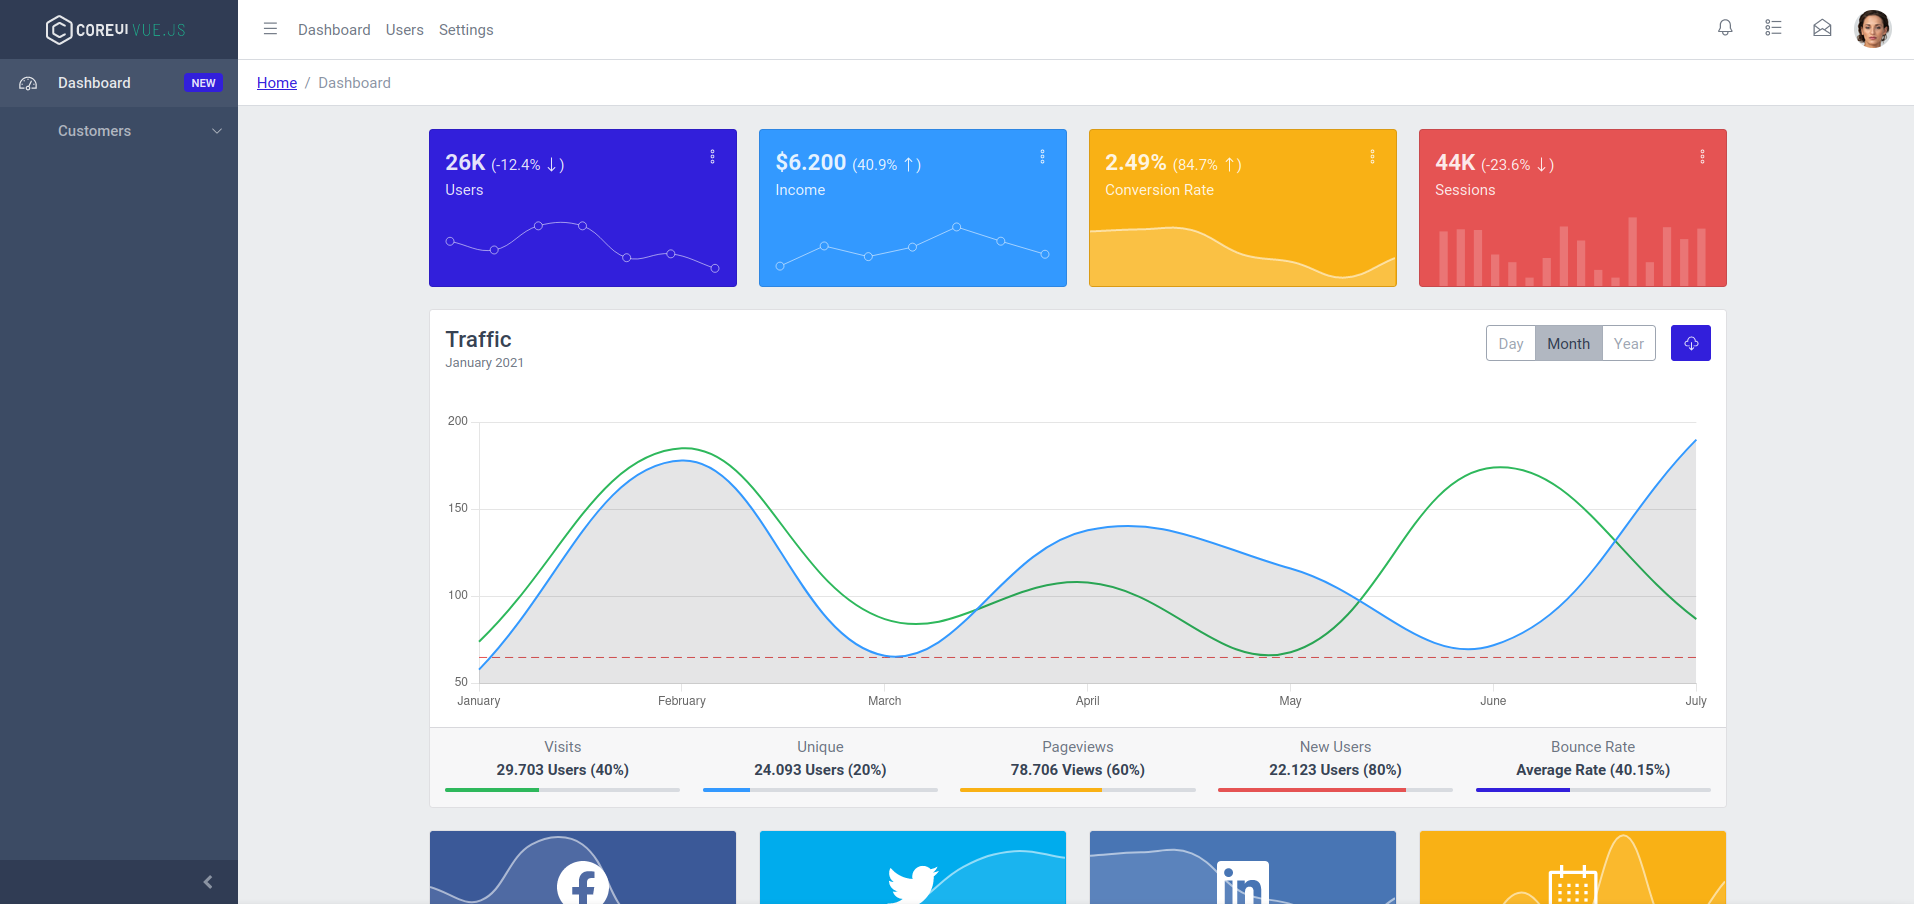 COREUI VUE.JS
Dashboard Users Settings
Dashboard NEW
Customers
Home / Dashboard
26K (-12.4% ↓)
Users
$6.200 (40.9% ↑)
Income
2.49% (84.7% ↑)
Conversion Rate
44K (-23.6% ↓)
Sessions
Traffic
January 2021
Day Month Year
200
150
100
50
January February March April May June July
Visits
29.703 Users (40%)
Unique
24.093 Users (20%)
Pageviews
78.706 Views (60%)
New Users
22.123 Users (80%)
Bounce Rate
Average Rate (40.15%)
in